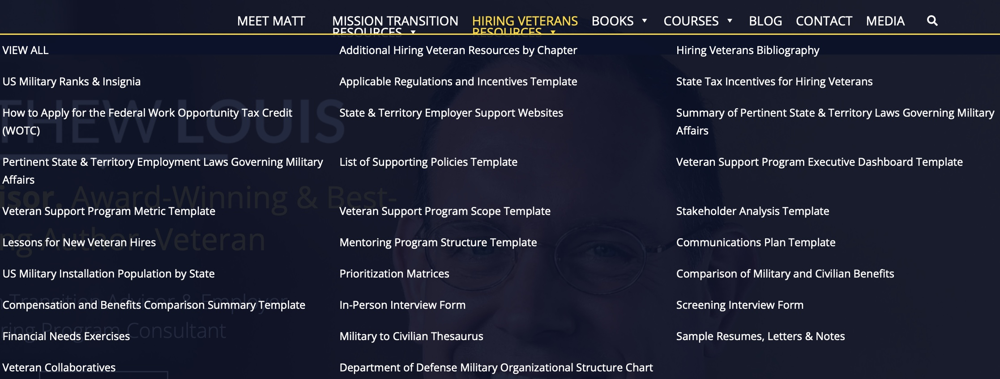 MEET MATT
MISSION TRANSITION
RESOURCES
HIRING VETERANS
RESOURCES
BOOKS
COURSES
BLOG
CONTACT
MEDIA
VIEW ALL
Additional Hiring Veteran Resources by Chapter
Hiring Veterans Bibliography
US Military Ranks & Insignia
Applicable Regulations and Incentives Template
State Tax Incentives for Hiring Veterans
THEW LOUIS
How to Apply for the Federal Work Opportunity Tax Credit
(WOTC)
State & Territory Employer Support Websites
Summary of Pertinent State & Territory Laws Governing Military
Affairs
Pertinent State & Territory Employment Laws Governing Military
Affairs
List of Supporting Policies Template
Veteran Support Program Executive Dashboard Template
isor. Award-Winning & Best-
Veteran Support Program Metric Template
Veteran Support Program Scope Template
Stakeholder Analysis Template
ng Author. Veteran
Lessons for New Veteran Hires
Mentoring Program Structure Template
Communications Plan Template
US Military Installation Population by State
Prioritization Matrices
Comparison of Military and Civilian Benefits
n Transition Advisor & Employer
Compensation and Benefits Comparison Summary Template
In-Person Interview Form
Screening Interview Form
ring Program Consultant
Financial Needs Exercises
Military to Civilian Thesaurus
Sample Resumes, Letters & Notes
Veteran Collaboratives
Department of Defense Military Organizational Structure Chart